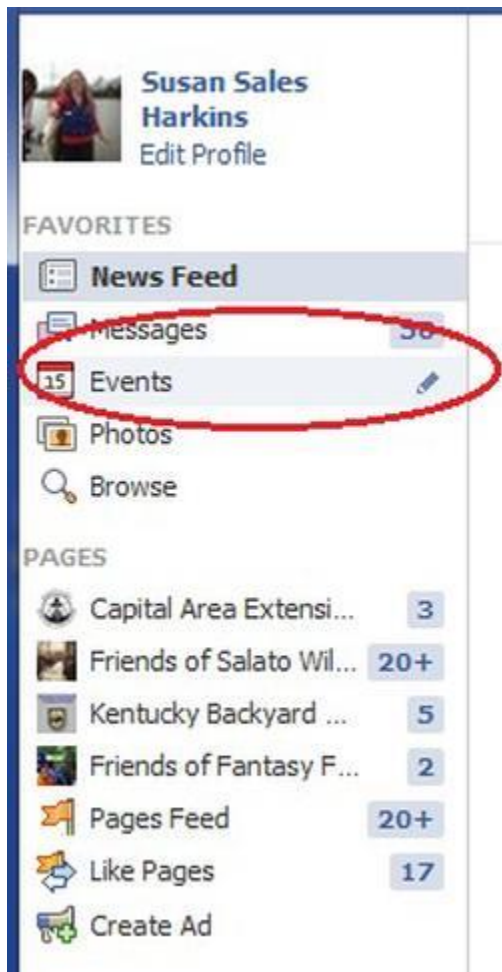 Susan Sales
Harkins
Edit Profile
FAVORITES
News Feed
Messages
15 Events
Photos
Browse
PAGES
Capital Area Extensi... 3
Friends of Salato Wil... 20+
Kentucky Backyard ... 5
Friends of Fantasy F... 2
Pages Feed 20+
Like Pages 17
Create Ad